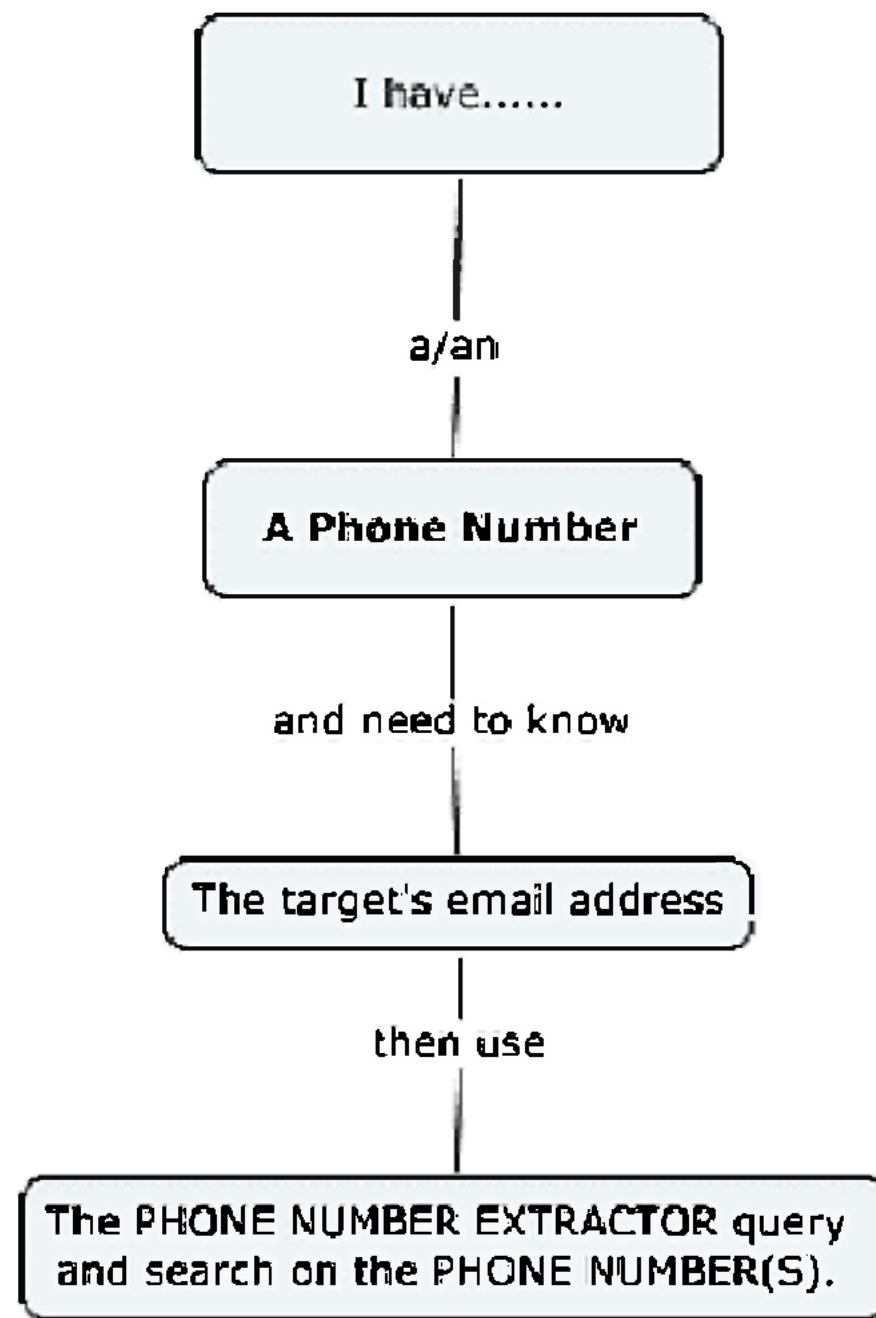 I have......
a/an
A Phone Number
and need to know
The target's email address
then use
The PHONE NUMBER EXTRACTOR query
and search on the PHONE NUMBER(S).